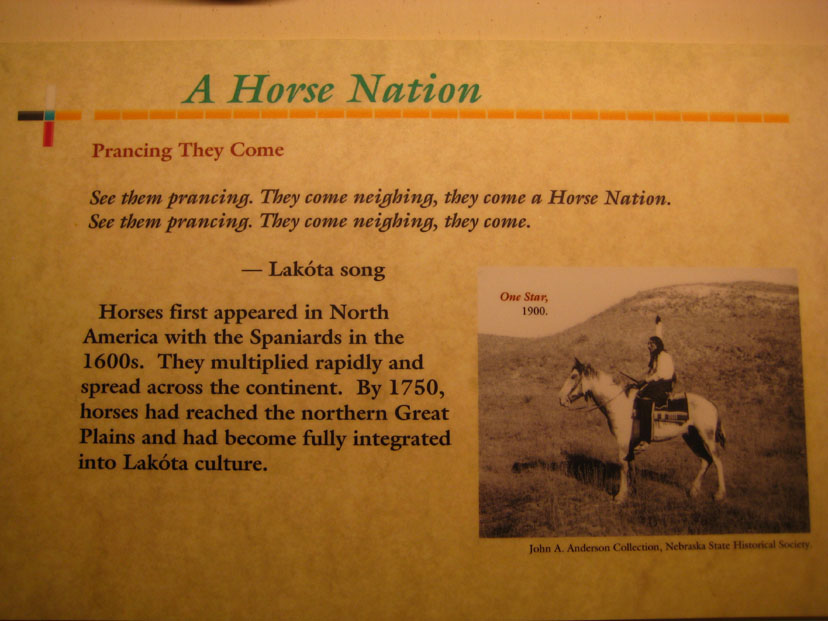 A Horse Nation
Prancing They Come
See them prancing. They come neighing, they come a Horse Nation.
See them prancing. They come neighing, they come.
— Lakóta song
Horses first appeared in North
America with the Spaniards in the
1600s. They multiplied rapidly and
spread across the continent. By 1750,
horses had reached the northern Great
Plains and had become fully integrated
into Lakóta culture.
One Star,
1900.
John A. Anderson Collection, Nebraska State Historical Society.